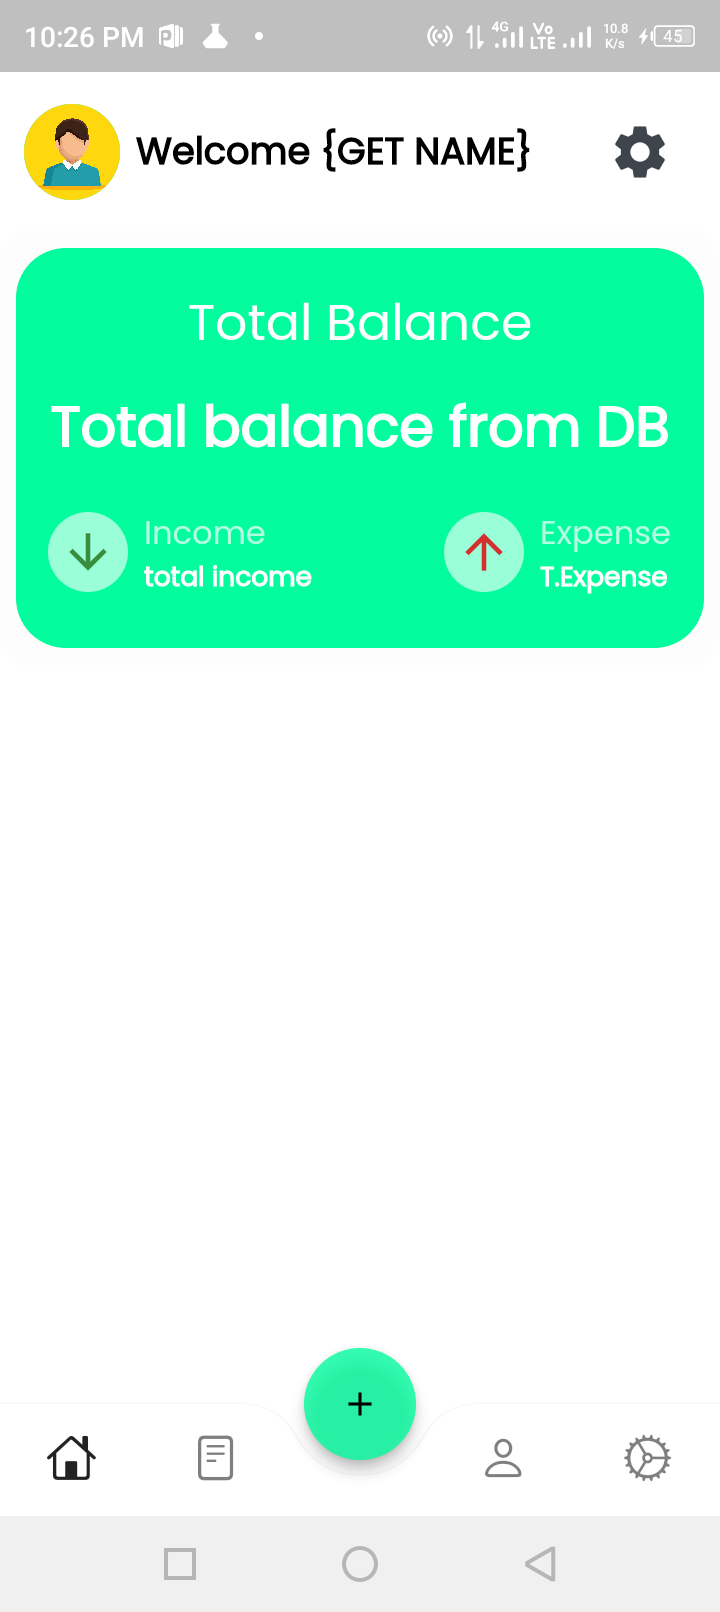 10:26 PM 4G Vo LTE 10.8 K/s 45
Welcome {GET NAME}
Total Balance
Total balance from DB
Income
total income
Expense
T.Expense